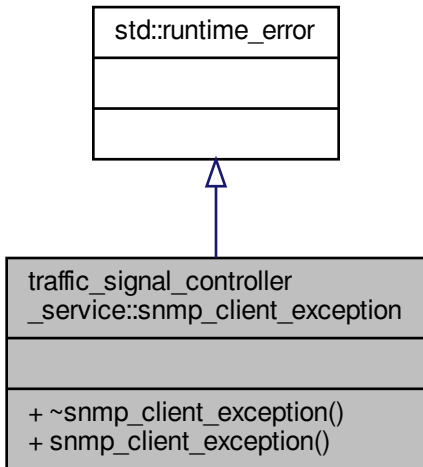 std::runtime_error
traffic_signal_controller
_service::snmp_client_exception
+ ~snmp_client_exception()
+ snmp_client_exception()